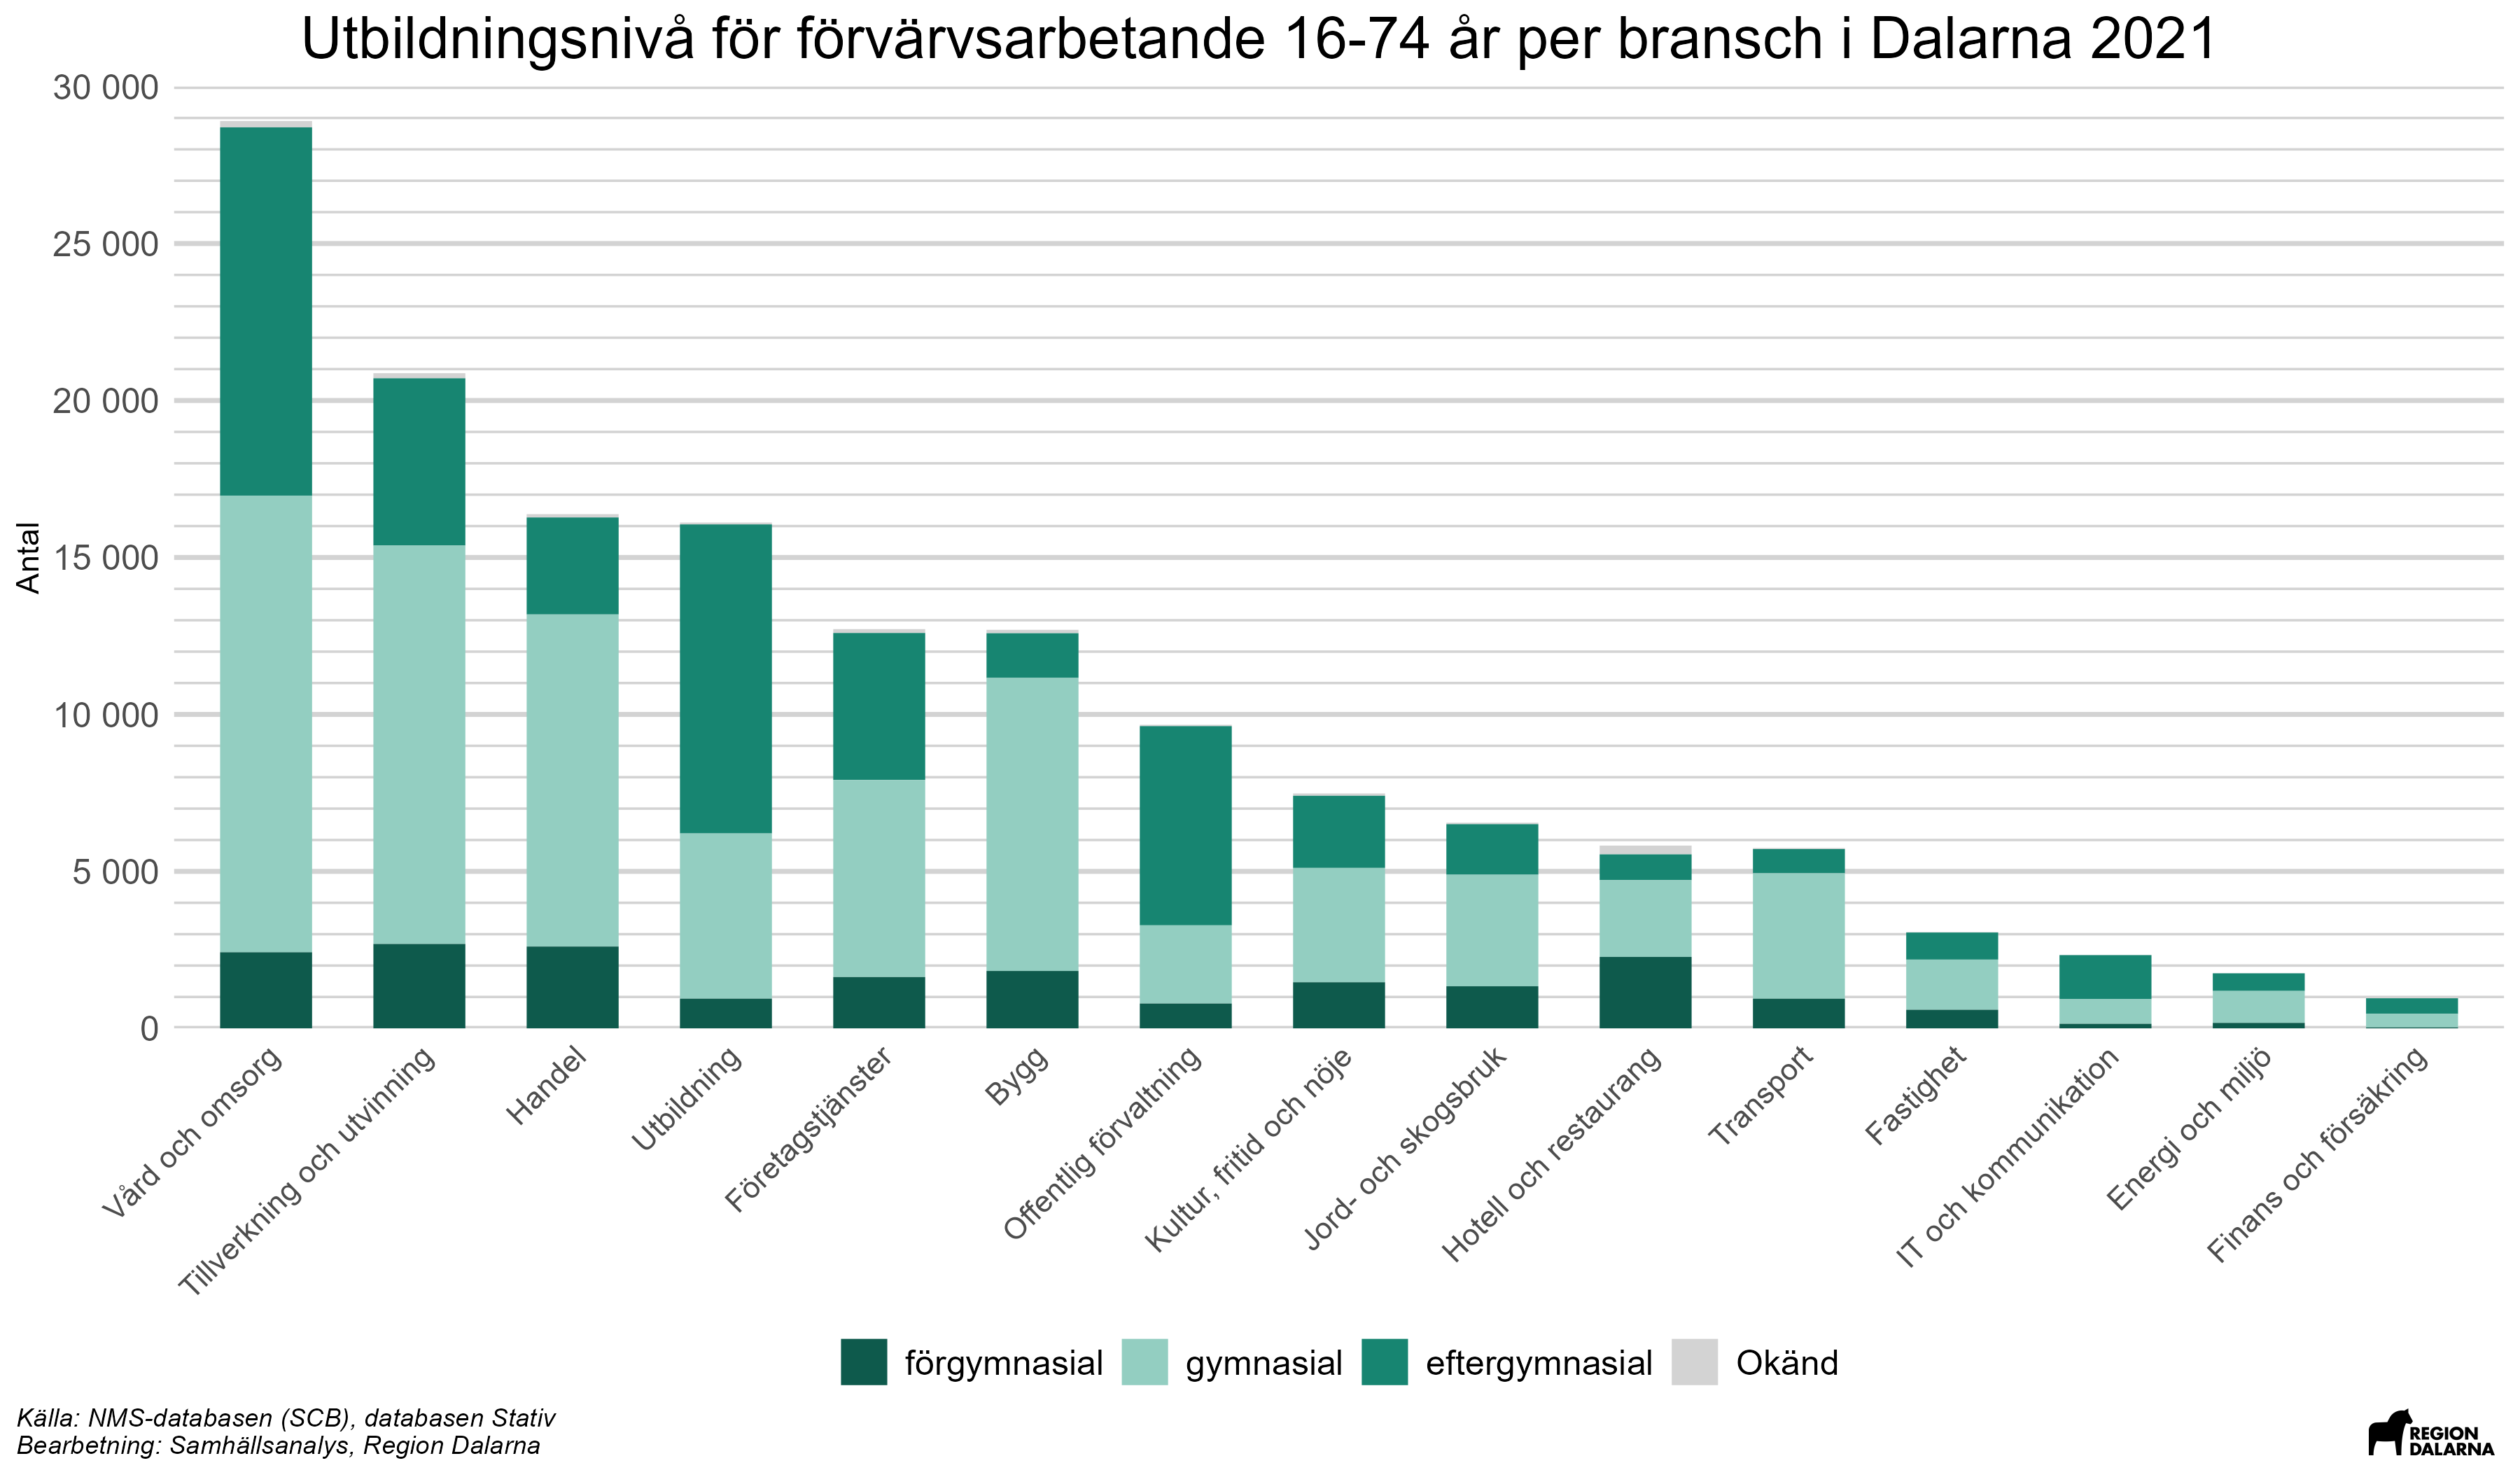 Utbildningsnivå för förvärvsarbetande 16-74 år per bransch i Dalarna 2021
Antal
30 000
25 000
20 000
15 000
10 000
5 000
0
Vård och omsorg
Tillverkning och utvinning
Handel
Utbildning
Företagstjänster
Bygg
Offentlig förvaltning
Kultur, fritid och nöje
Jord- och skogsbruk
Hotell och restaurang
Transport
Fastighet
IT och kommunikation
Energi och miljö
Finans och försäkring
förgymnasial
gymnasial
eftergymnasial
Okänd
Källa: NMS-databasen (SCB), databasen Stativ
Bearbetning: Samhällsanalys, Region Dalarna
REGION
DALARNA